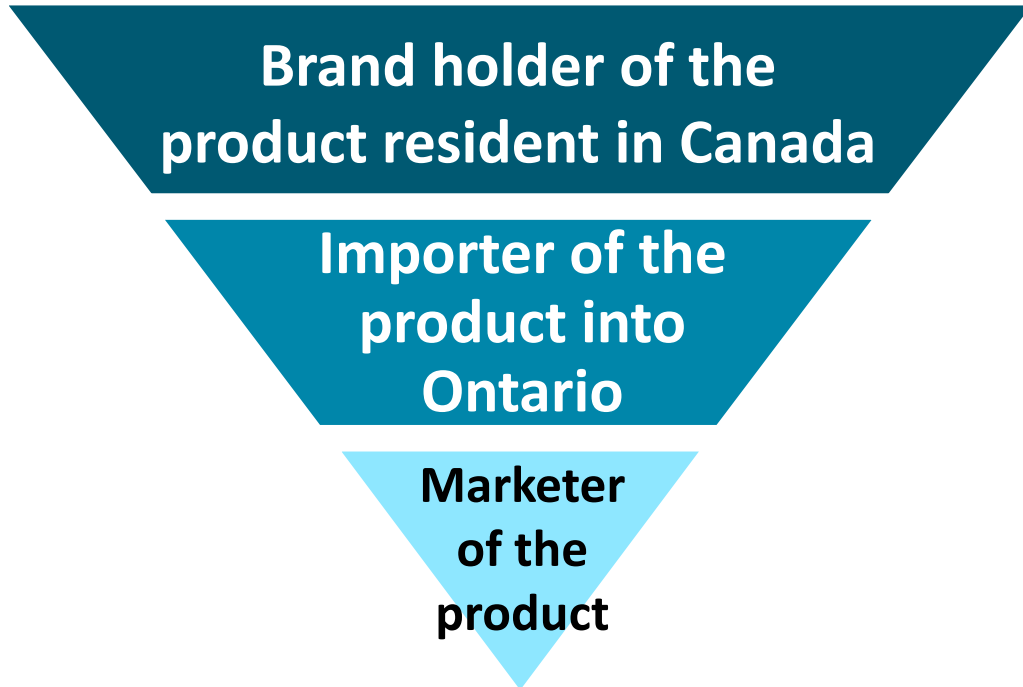 Brand holder of the
product resident in Canada
Importer of the
product into
Ontario
Marketer
of the
product